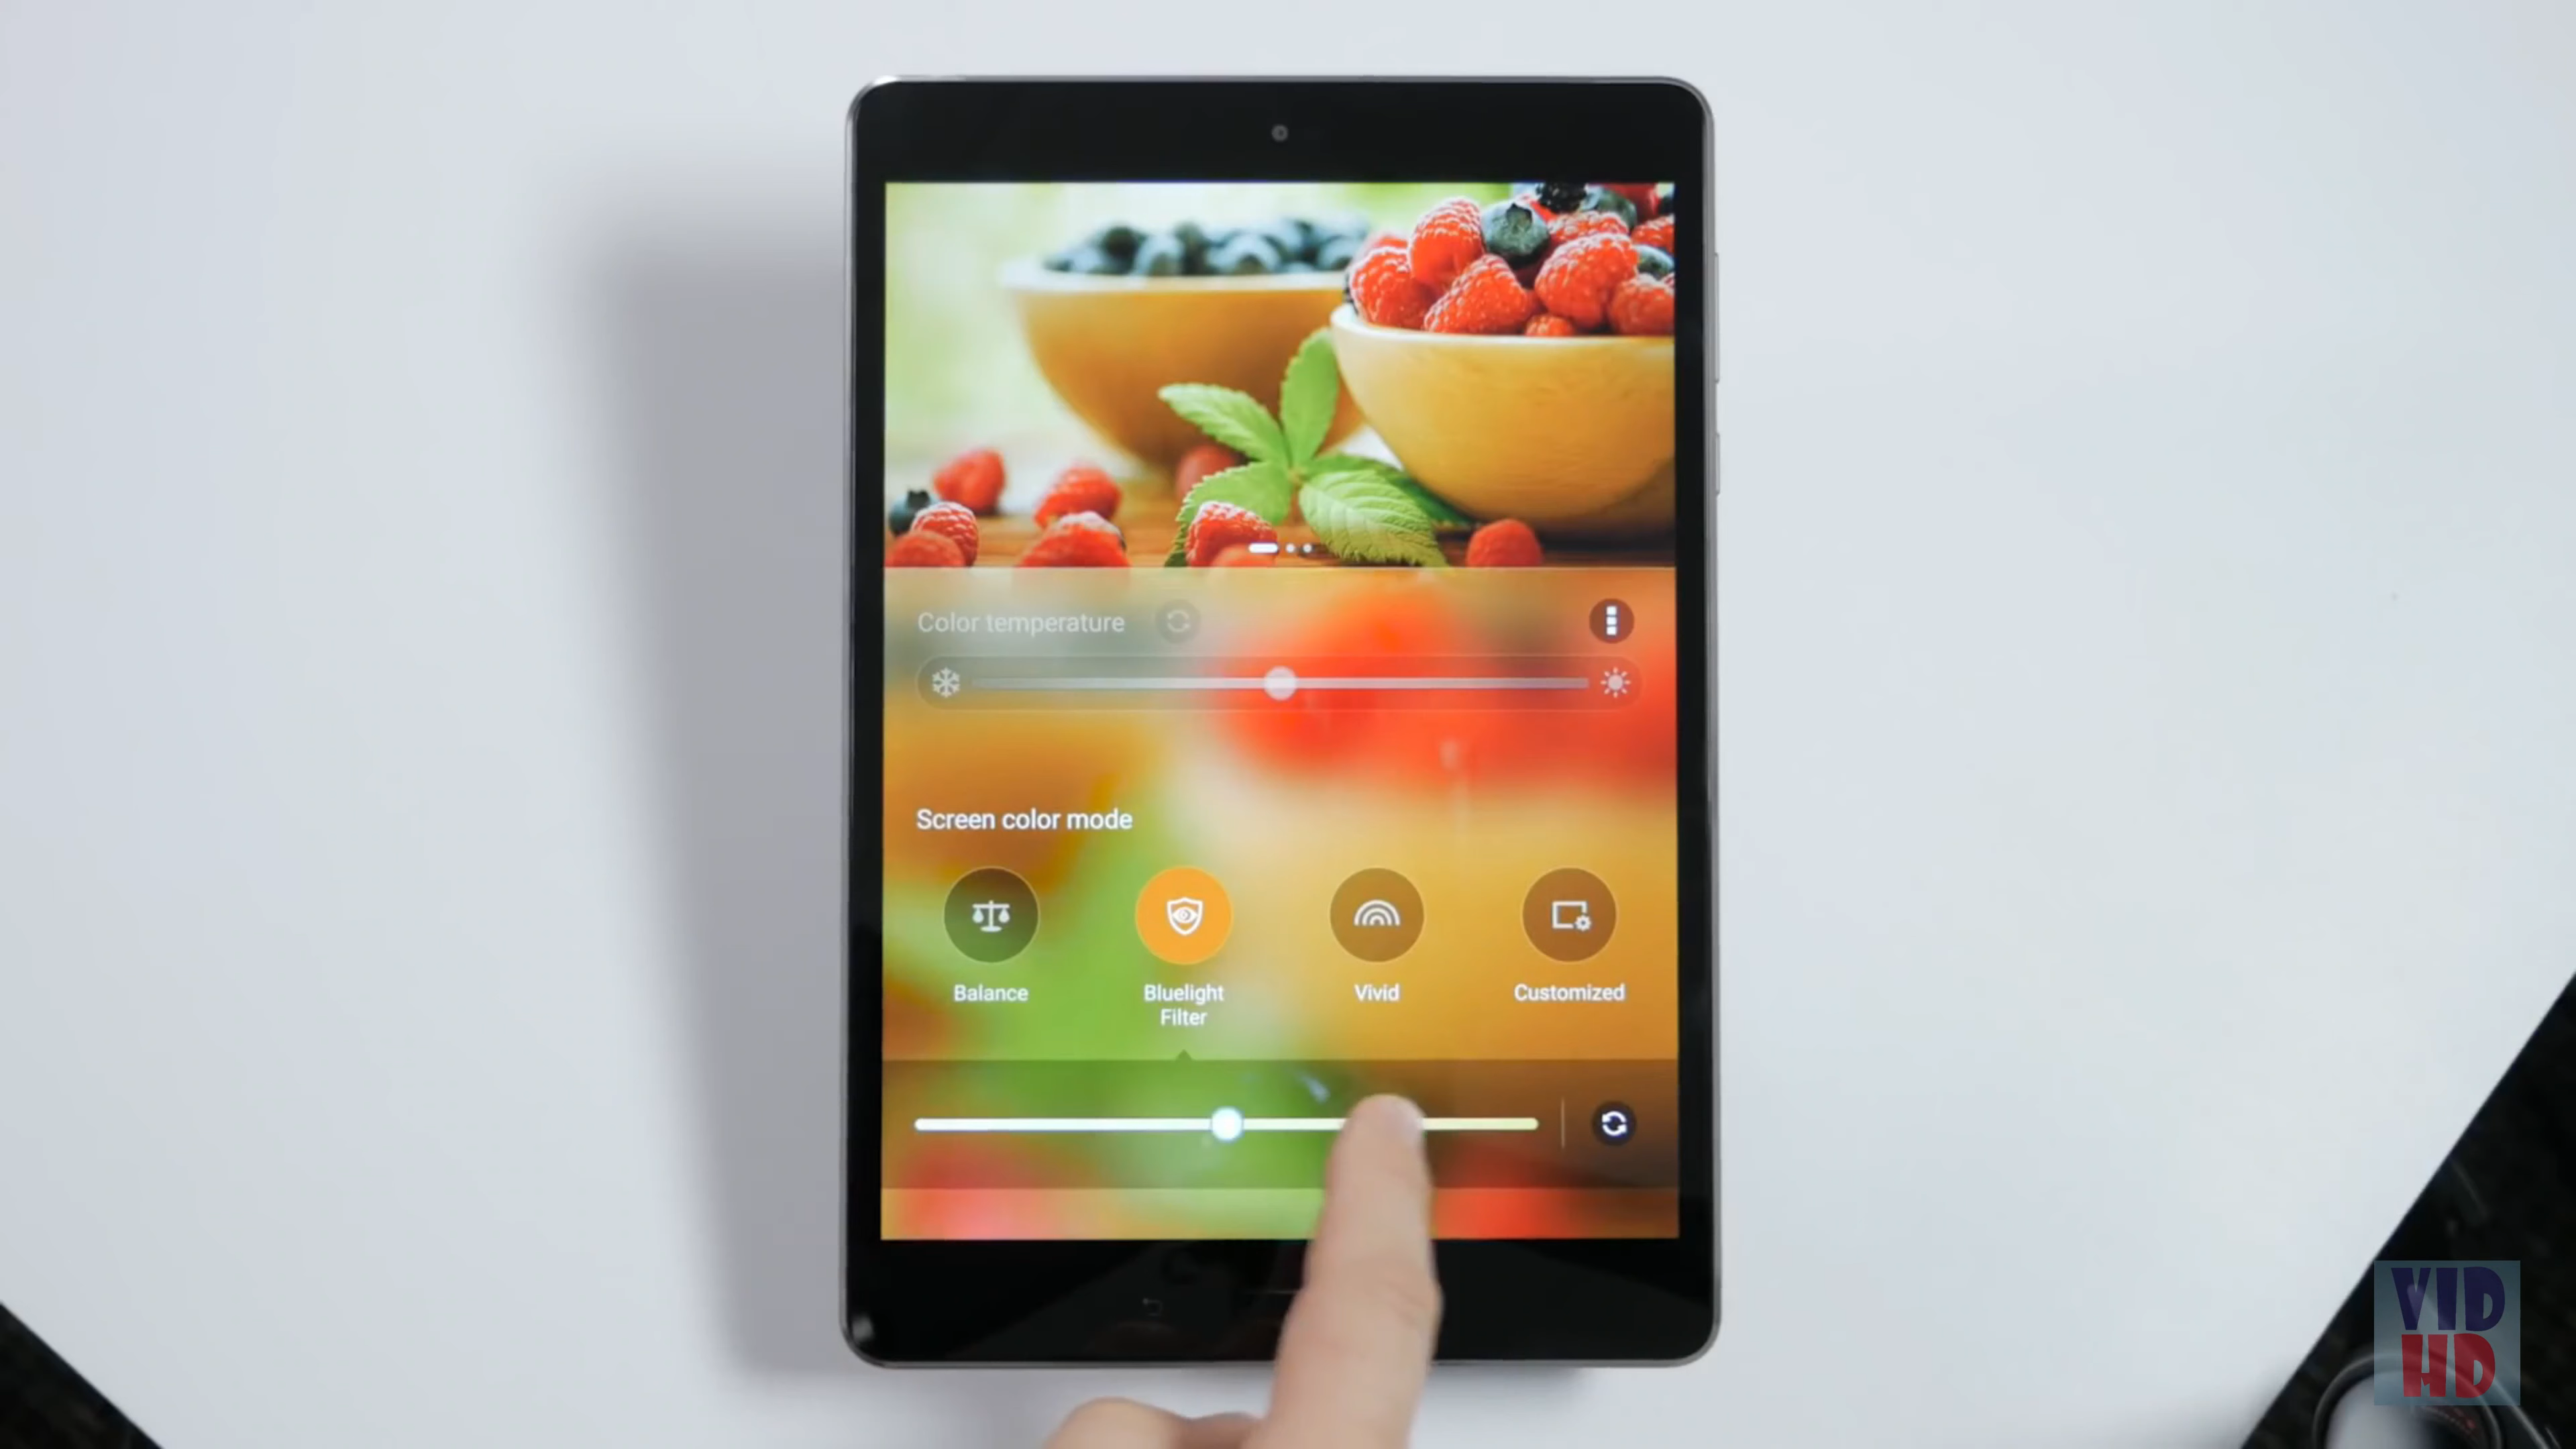 Color temperature
Screen color mode
Balance
Bluelight
Filter
Vivid
Customized
VID
HD